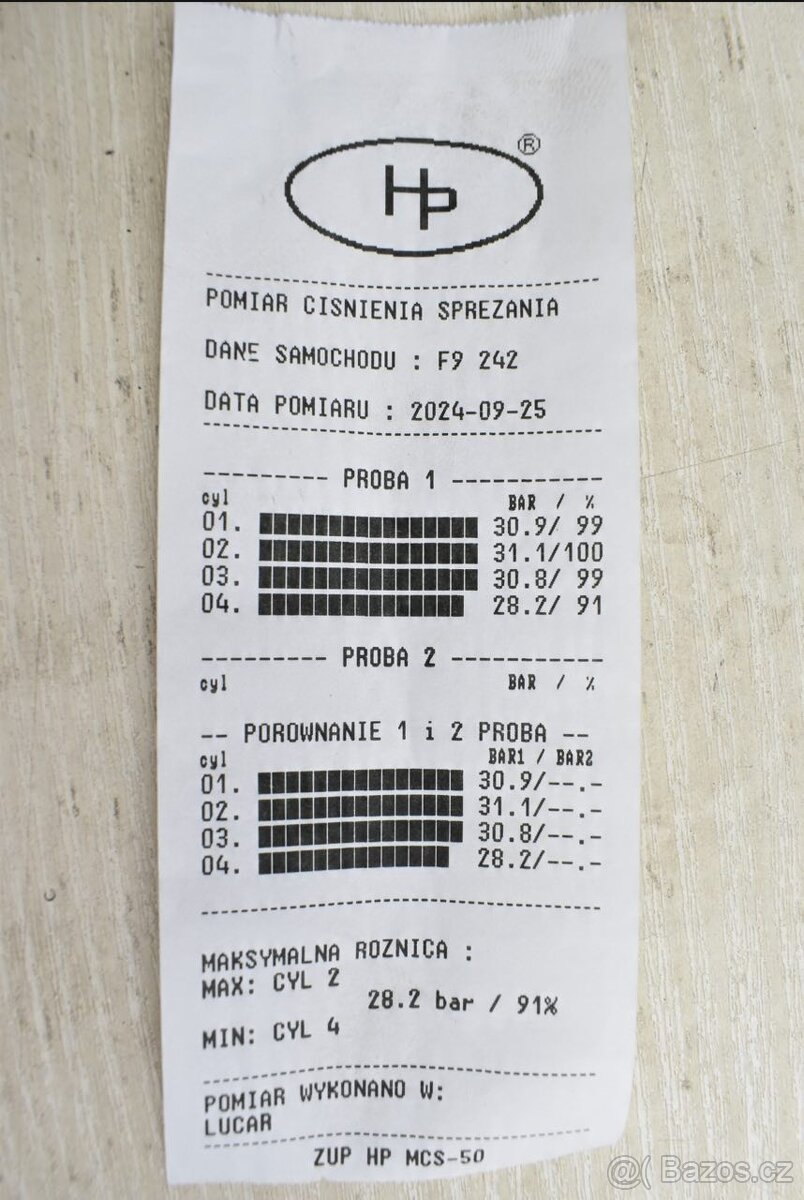 HP ®
POMIAR CISNIENIA SPREZANIA
DANE SAMOCHODU : F9 242
DATA POMIARU : 2024-09-25
--------- PROBA 1 -----------
cyl BAR / %
01. 30.9/ 99
02. 31.1/100
03. 30.8/ 99
04. 28.2/ 91
--------- PROBA 2 -----------
cyl BAR / %
-- POROWNANIE 1 i 2 PROBA --
cyl BAR1 / BAR2
01. 30.9/--.-
02. 31.1/--.-
03. 30.8/--.-
04. 28.2/--.-
MAKSYMALNA ROZNICA :
MAX: CYL 2
28.2 bar / 91%
MIN: CYL 4
POMIAR WYKONANO W:
LUCAR
ZUP HP MCS-50
@( Bazos.cz